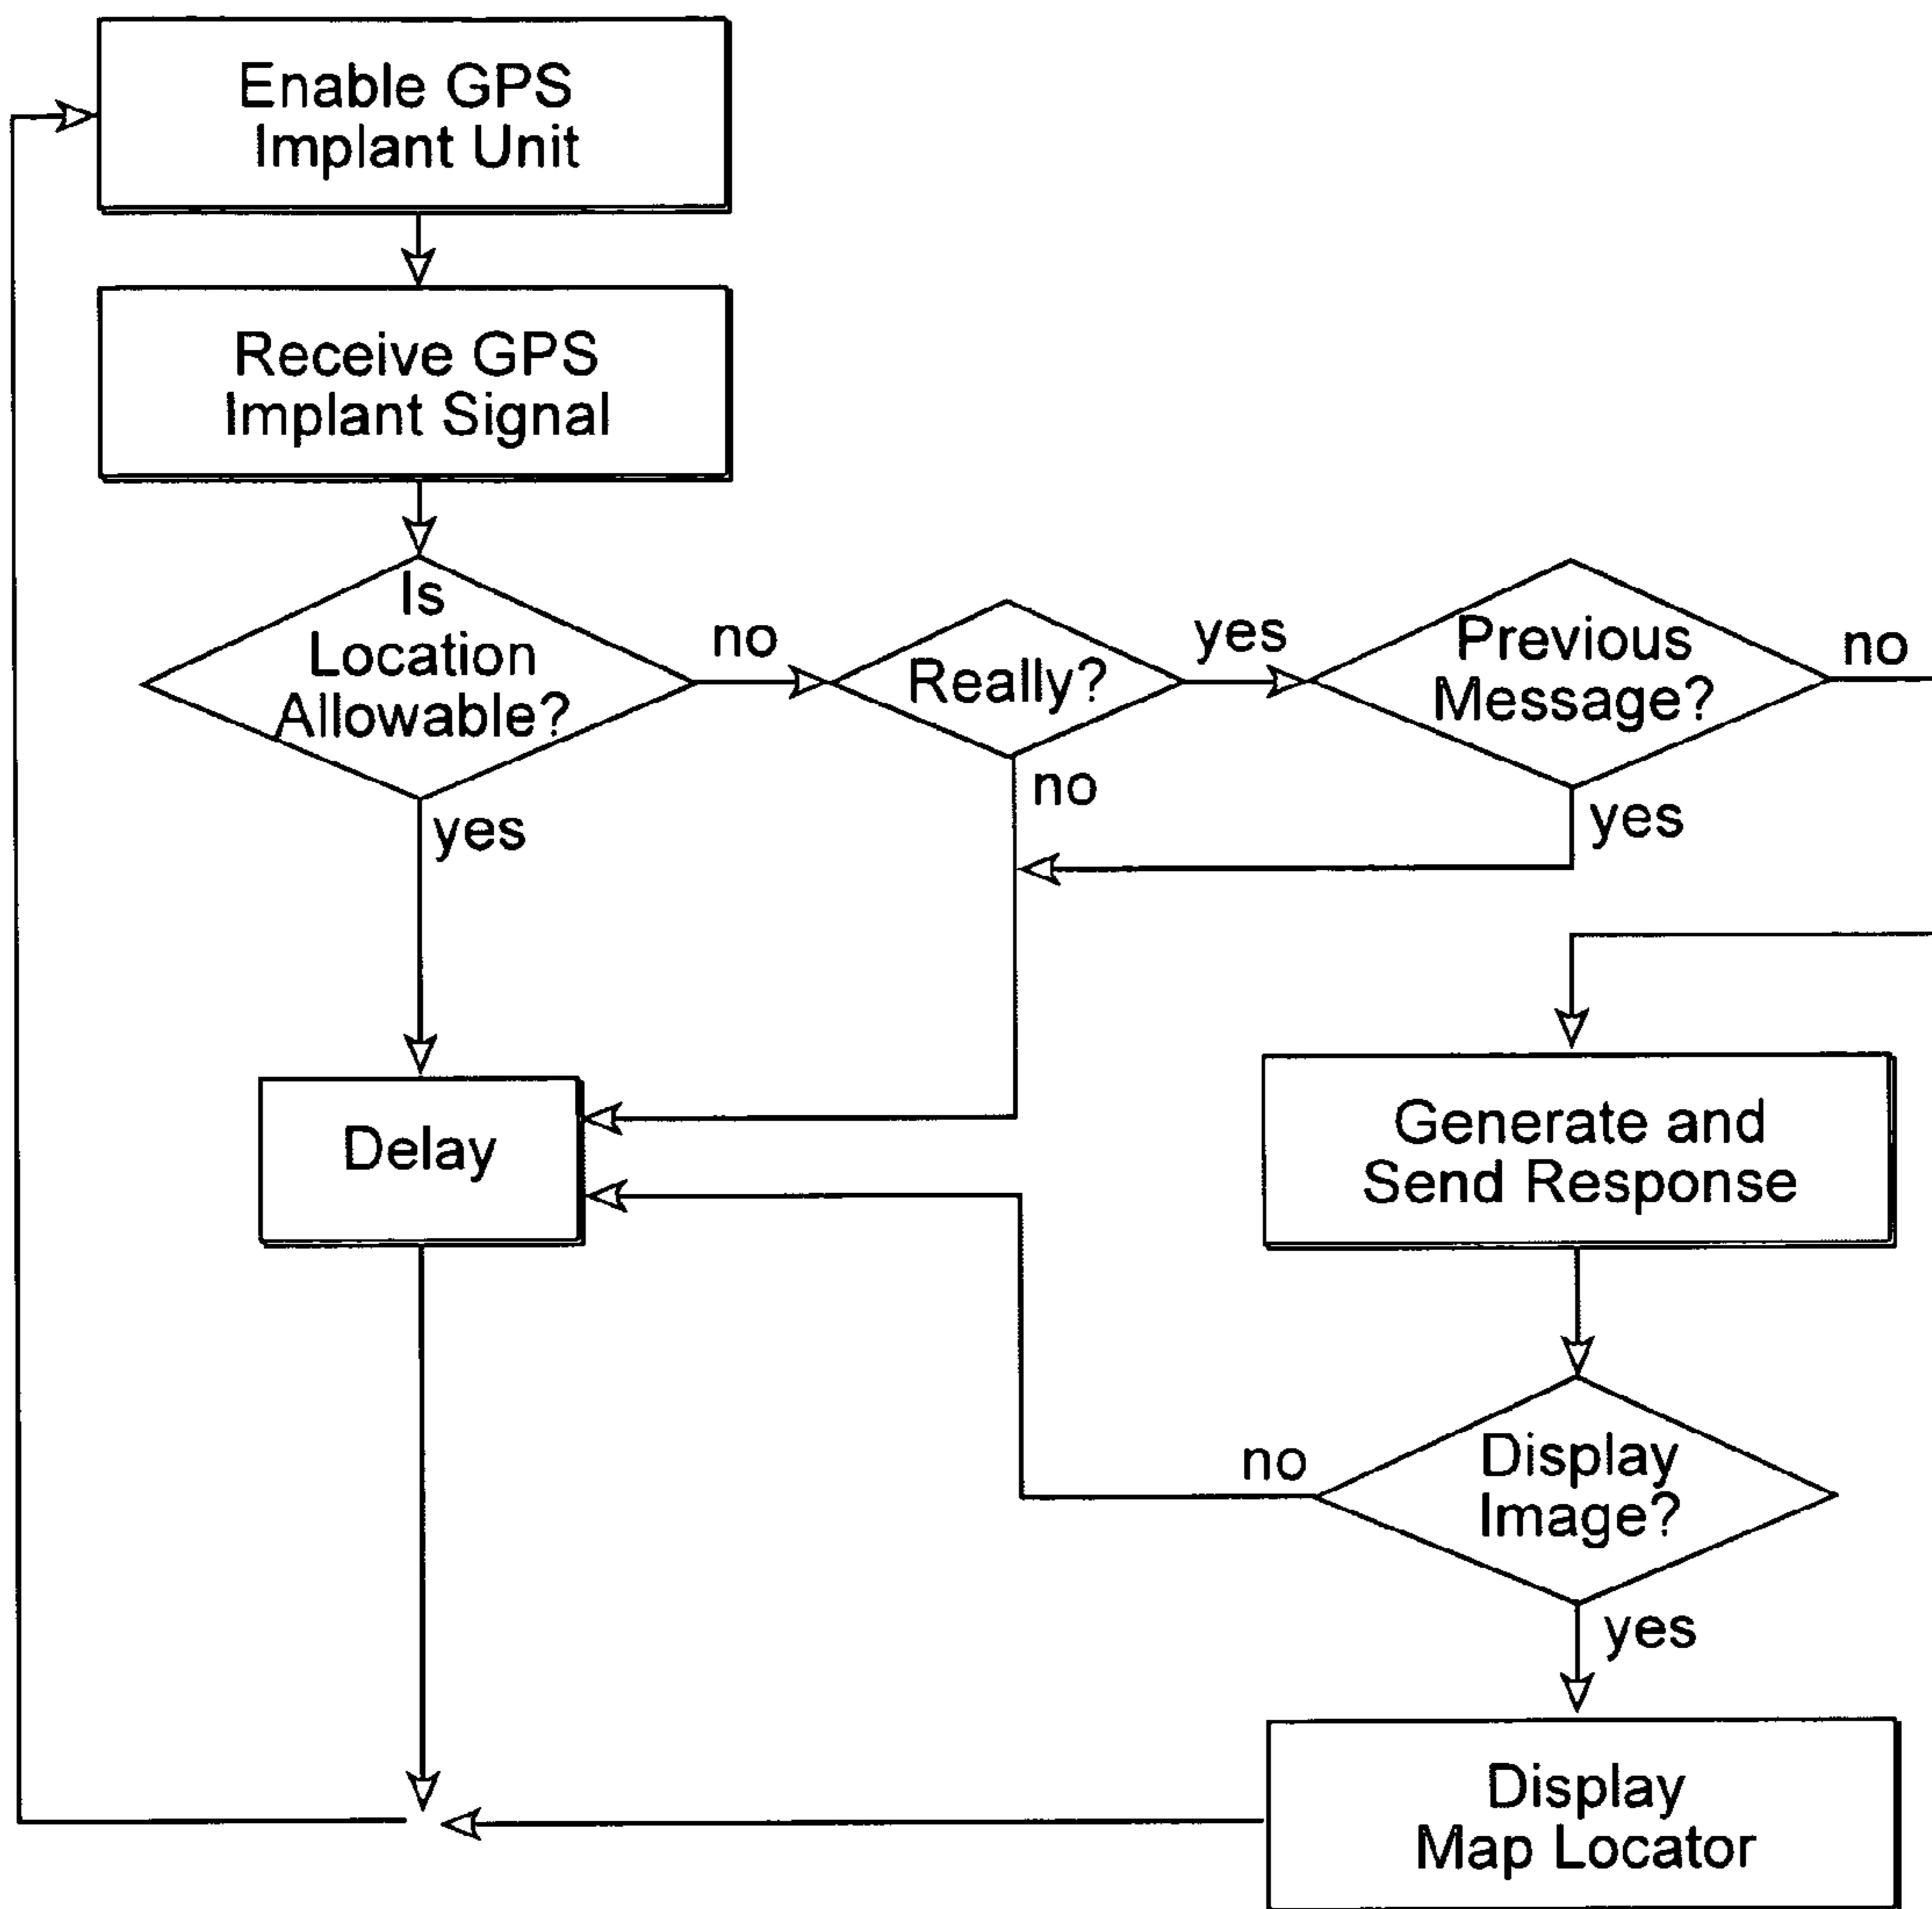 Enable GPS
Implant Unit
Receive GPS
Implant Signal
Is
Location
Allowable?
no
yes
Really?
yes
no
Previous
Message?
no
yes
Delay
Generate and
Send Response
Display
Image?
no
yes
Display
Map Locator